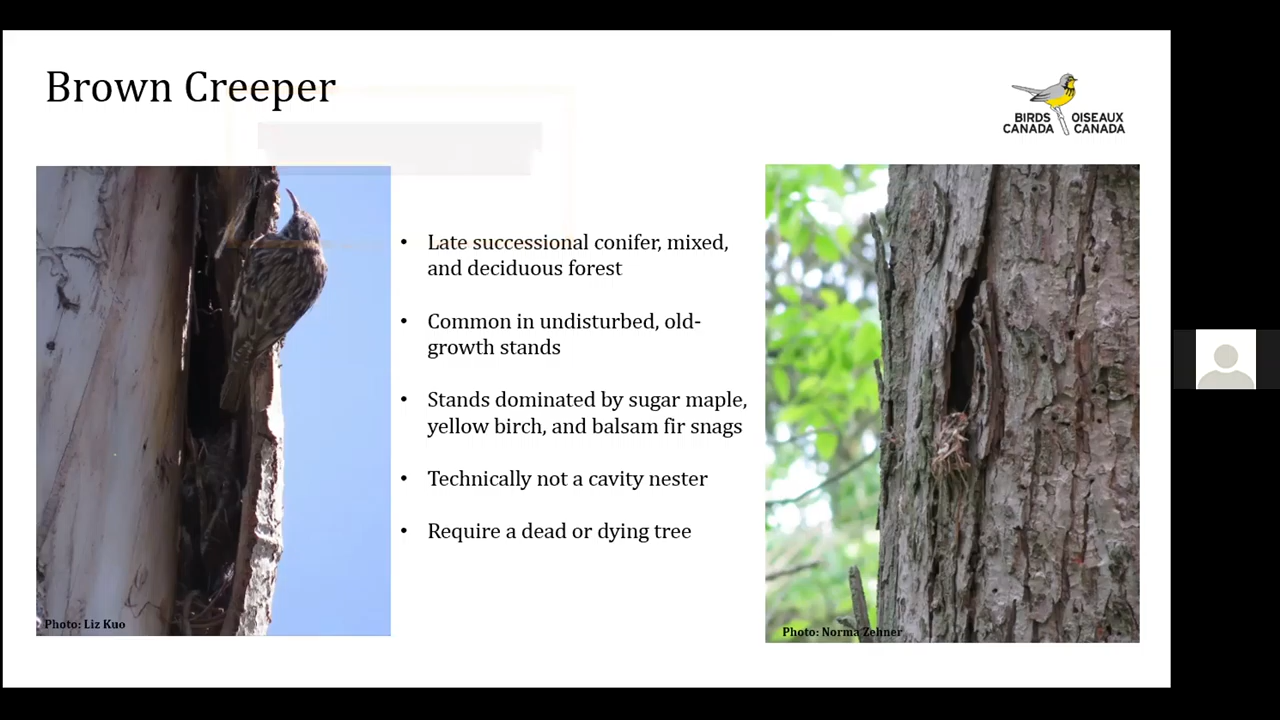 Brown Creeper
BIRDS OISEAUX
CANADA CANADA
• Late successional conifer, mixed,
and deciduous forest
• Common in undisturbed, old-
growth stands
• Stands dominated by sugar maple,
yellow birch, and balsam fir snags
• Technically not a cavity nester
• Require a dead or dying tree
Photo: Liz Kuo
Photo: Norma Zehner